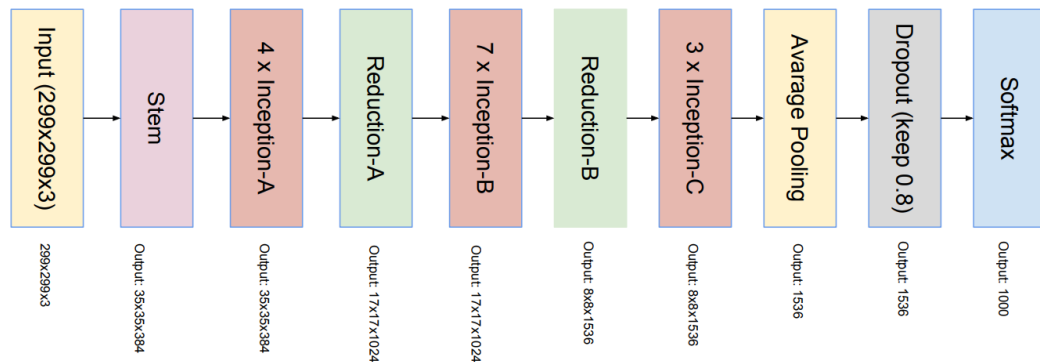 Input (299x299x3)
Stem
4 x Inception-A
Reduction-A
7 x Inception-B
Reduction-B
3 x Inception-C
Avarage Pooling
Dropout (keep 0.8)
Softmax
299x299x3
Output: 35x35x384
Output: 35x35x384
Output: 17x17x1024
Output: 17x17x1024
Output: 8x8x1536
Output: 8x8x1536
Output: 1536
Output: 1536
Output: 1000